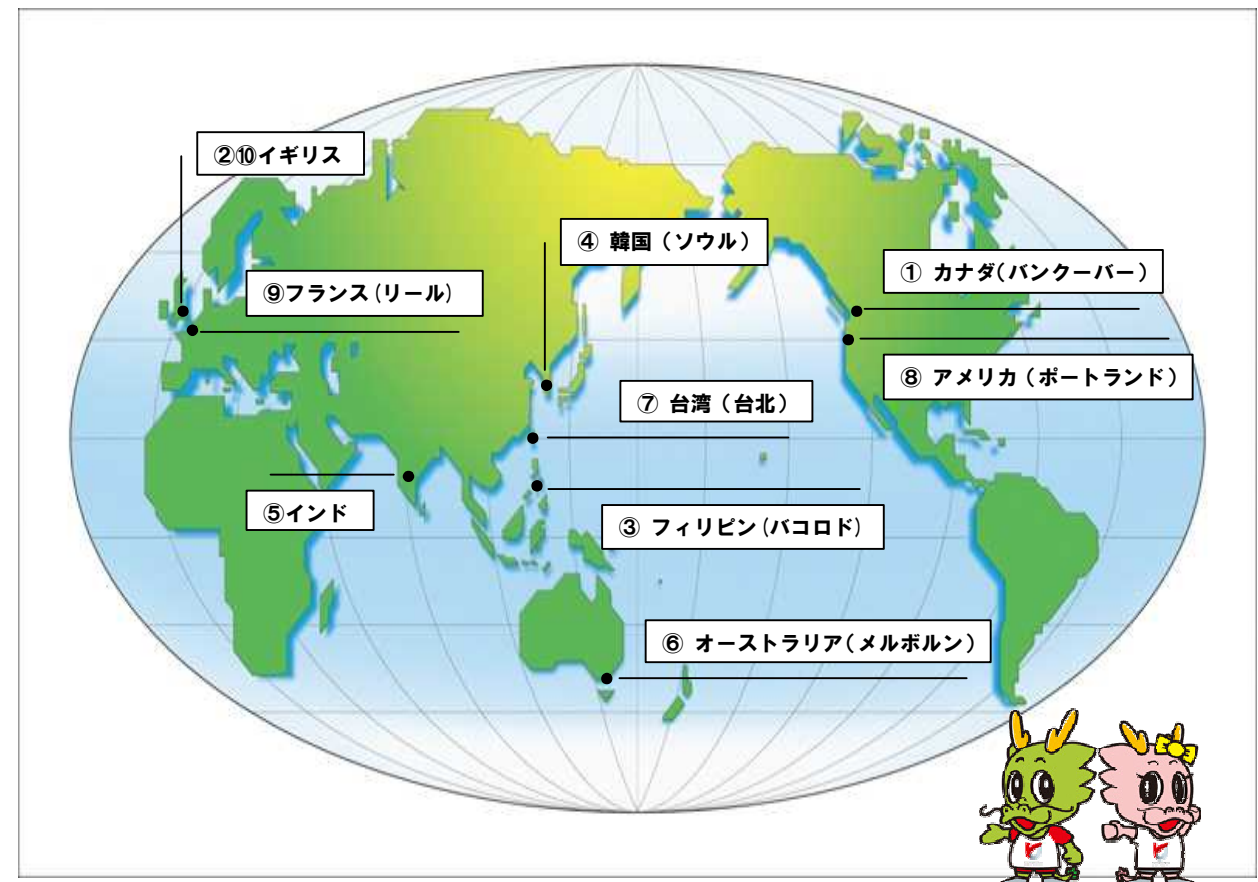 ②⑩イギリス
④ 韓国（ソウル）
① カナダ(バンクーバー)
⑨フランス(リール)
⑧ アメリカ（ポートランド）
⑦ 台湾（台北）
⑤インド
③ フィリピン(バコロド)
⑥ オーストラリア(メルボルン)